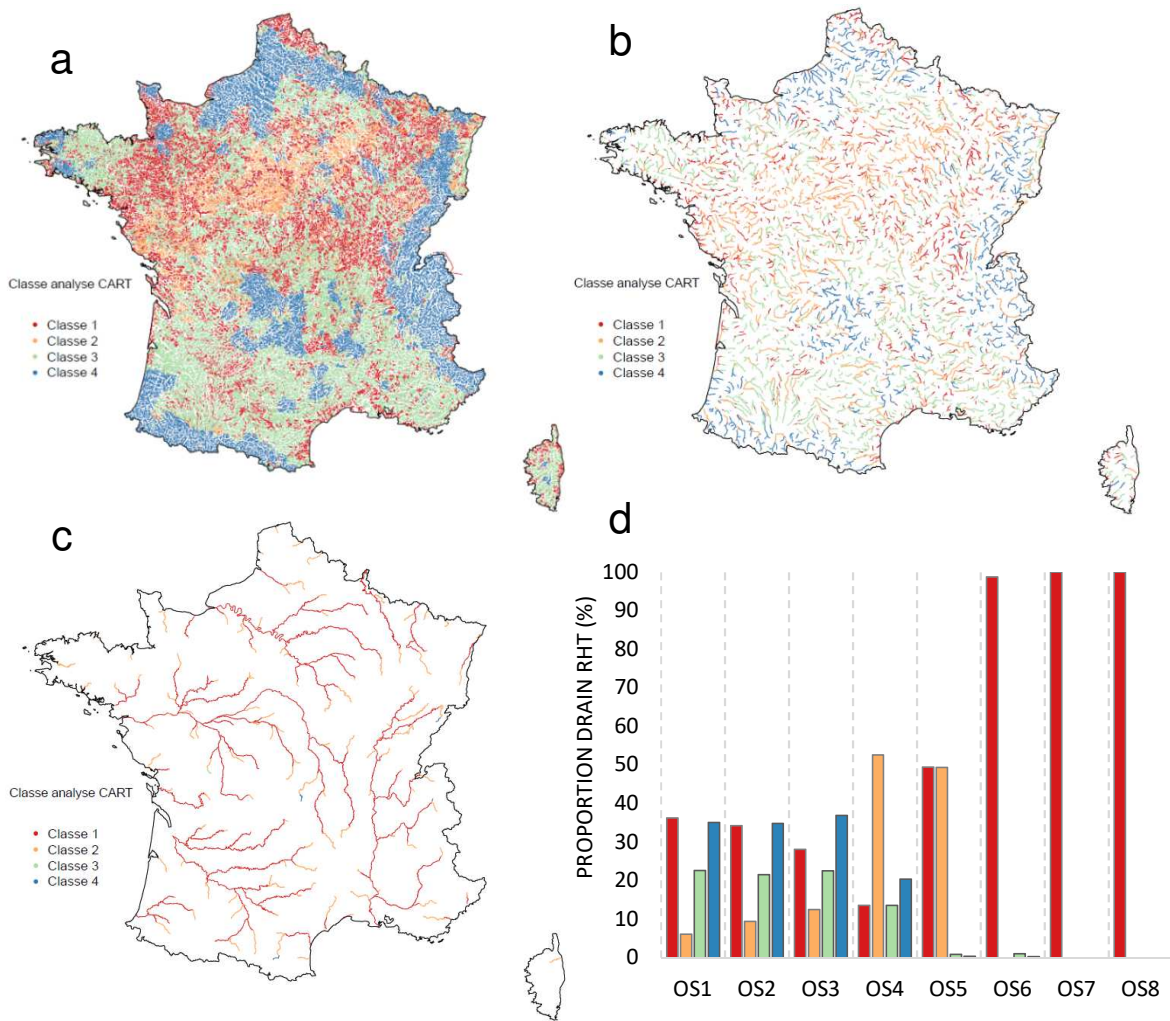 a
Classe analyse CART
Classe 1
Classe 2
Classe 3
Classe 4
b
Classe analyse CART
Classe 1
Classe 2
Classe 3
Classe 4
c
Classe analyse CART
Classe 1
Classe 2
Classe 3
Classe 4
d
PROPORTION DRAIN RHT (%)
100
90
80
70
60
50
40
30
20
10
0
OS1 OS2 OS3 OS4 OS5 OS6 OS7 OS8